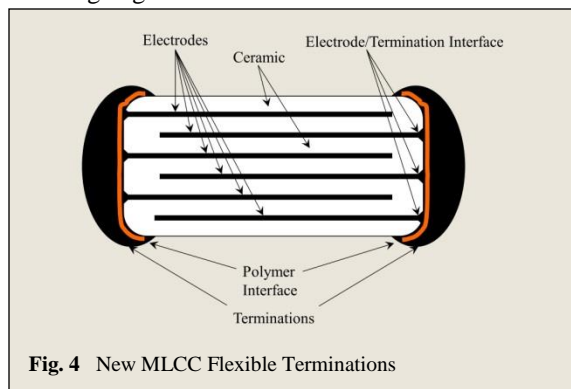 Electrodes
Ceramic
Electrode/Termination Interface
Polymer
Interface
Terminations
Fig. 4 New MLCC Flexible Terminations